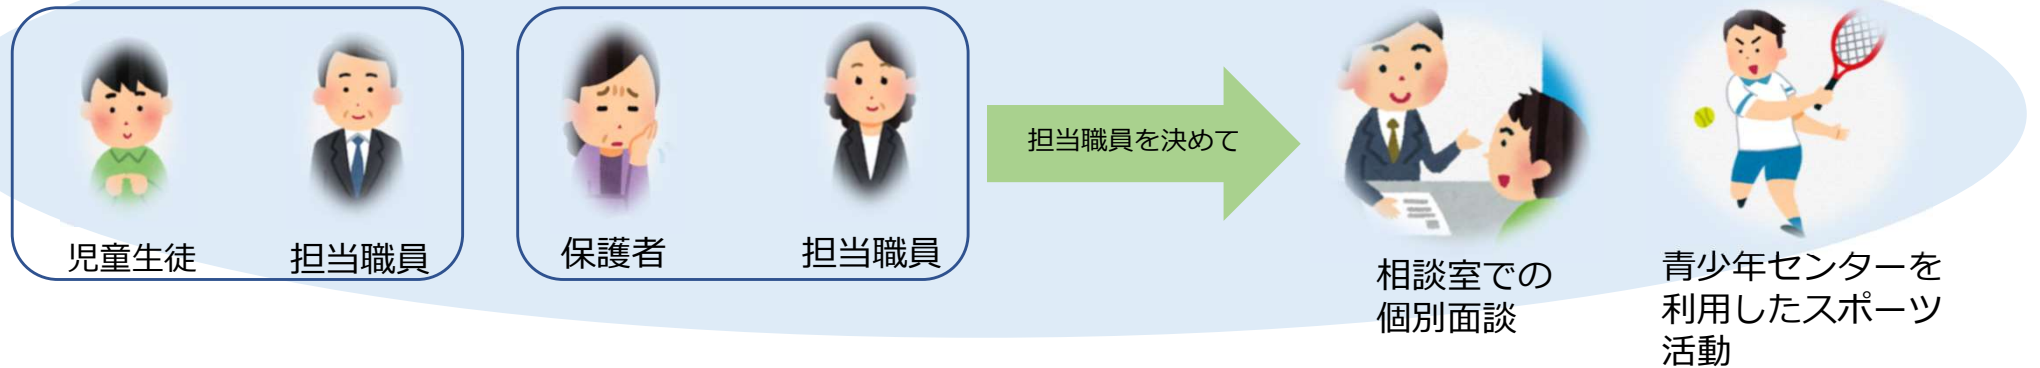 児童生徒
担当職員
保護者
担当職員
担当職員を決めて
相談室での
個別面談
青少年センターを
利用したスポーツ
活動